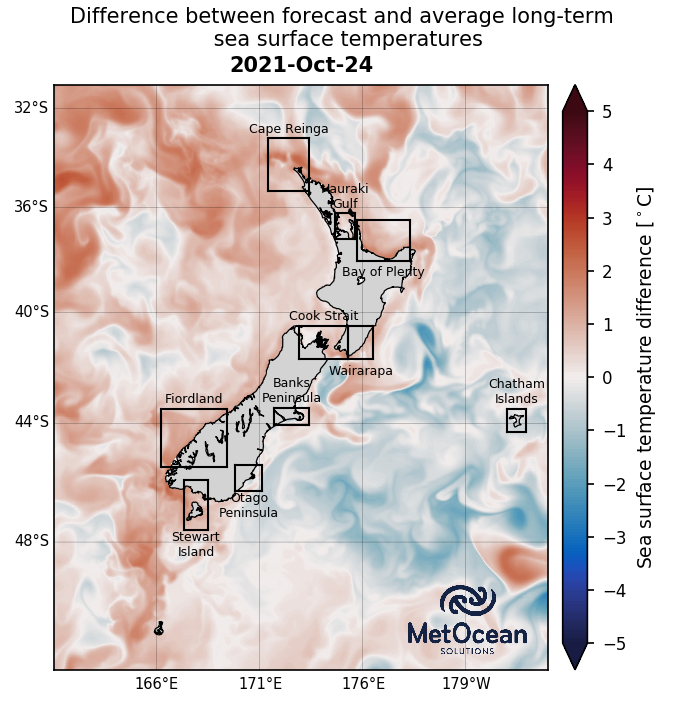 Difference between forecast and average long-term
sea surface temperatures
2021-Oct-24
32°S
36°S
40°S
44°S
48°S
Cape Reinga
Hauraki
Gulf
Bay of Plenty
Cook Strait
Wairarapa
Banks
Peninsula
Fiordland
Chatham
Islands
Otago
Peninsula
Stewart
Island
MetOcean
SOLUTIONS
166°E
171°E
176°E
179°W
5
4
3
2
1
0
−1
−2
−3
−4
−5
Sea surface temperature difference [°C]